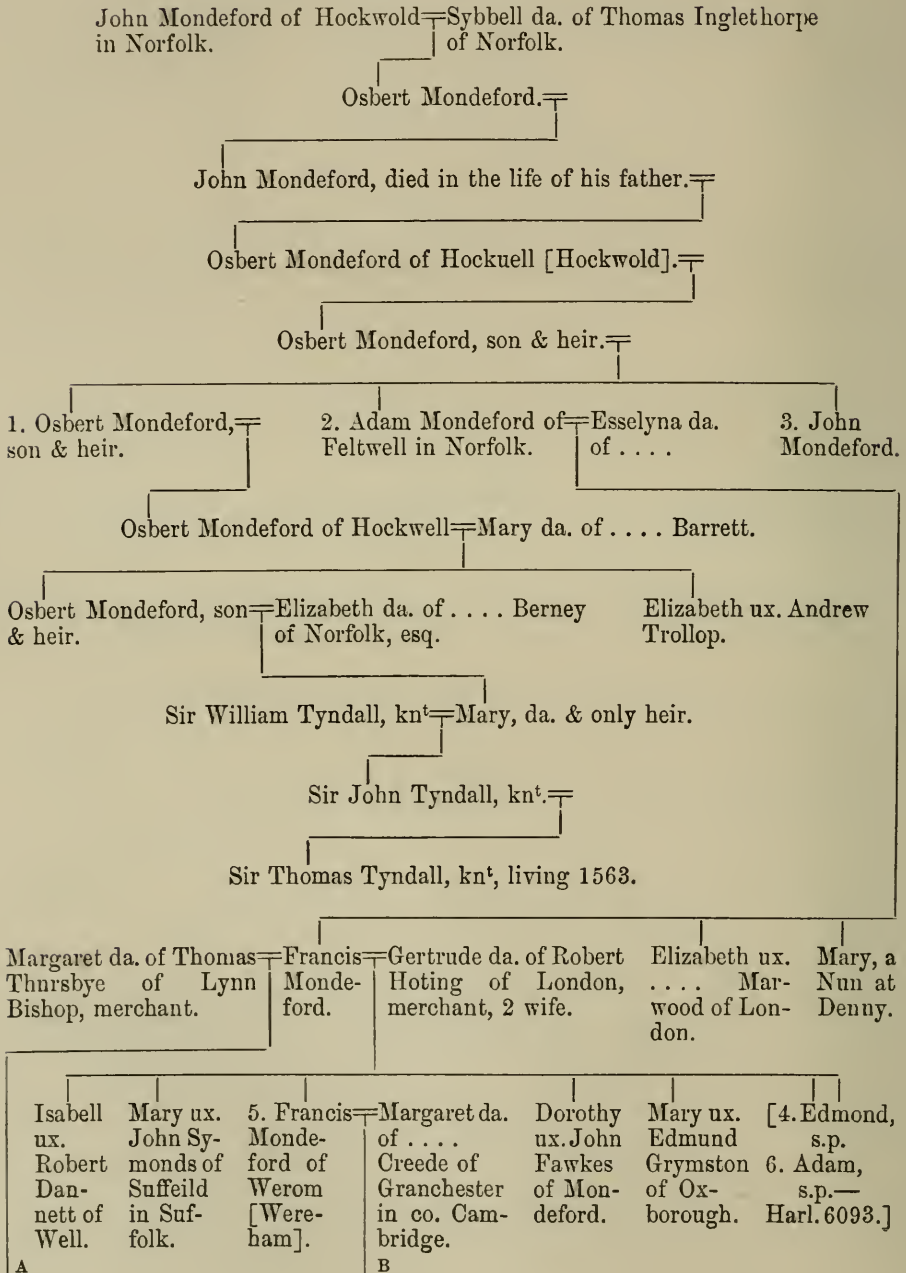 John Mondeford of Hockwold=Sybbell da. of Thomas Inglethorpe
in Norfolk. of Norfolk.
Osbert Mondeford.=
John Mondeford, died in the life of his father.=
Osbert Mondeford of Hockuell [Hockwold].=
Osbert Mondeford, son & heir.=
1. Osbert Mondeford,=
son & heir.
2. Adam Mondeford of=Esselyna da.
Feltwell in Norfolk. of . . . .
3. John
Mondeford.
Osbert Mondeford of Hockwell=Mary da. of . . . . Barrett.
Osbert Mondeford, son=Elizabeth da. of . . . . Berney
& heir. of Norfolk, esq.
Elizabeth ux. Andrew
Trollop.
Sir William Tyndall, knᵗ=Mary, da. & only heir.
Sir John Tyndall, knᵗ.=
Sir Thomas Tyndall, knᵗ, living 1563.
Margaret da. of Thomas=
Thursbye of Lynn
Bishop, merchant.
Francis=
Monde-
ford.
Gertrude da. of Robert
Hoting of London,
merchant, 2 wife.
Elizabeth ux.
. . . . Mar-
wood of Lon-
don.
Mary, a
Nun at
Denny.
Isabell
ux.
Robert
Dan-
nett of
Well.
Mary ux.
John Sy-
monds of
Suffeild
in Suf-
folk.
5. Francis=
Monde-
ford of
Werom
[Were-
ham].
Margaret da.
of . . . .
Creede of
Granchester
in co. Cam-
bridge.
Dorothy
ux. John
Fawkes
of Mon-
deford.
Mary ux.
Edmund
Grymston
of Ox-
borough.
[4. Edmond,
s.p.
6. Adam,
s.p.—
Harl. 6093.]
A B